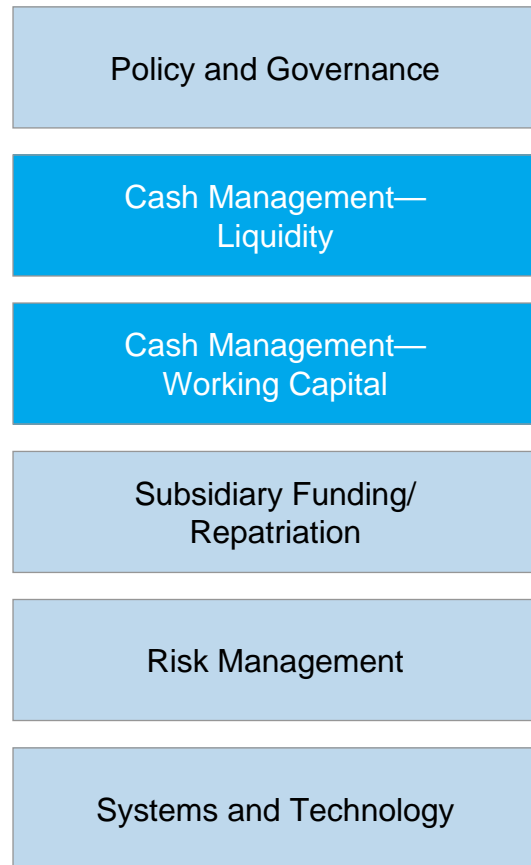 Policy and Governance
Cash Management—
Liquidity
Cash Management—
Working Capital
Subsidiary Funding/
Repatriation
Risk Management
Systems and Technology